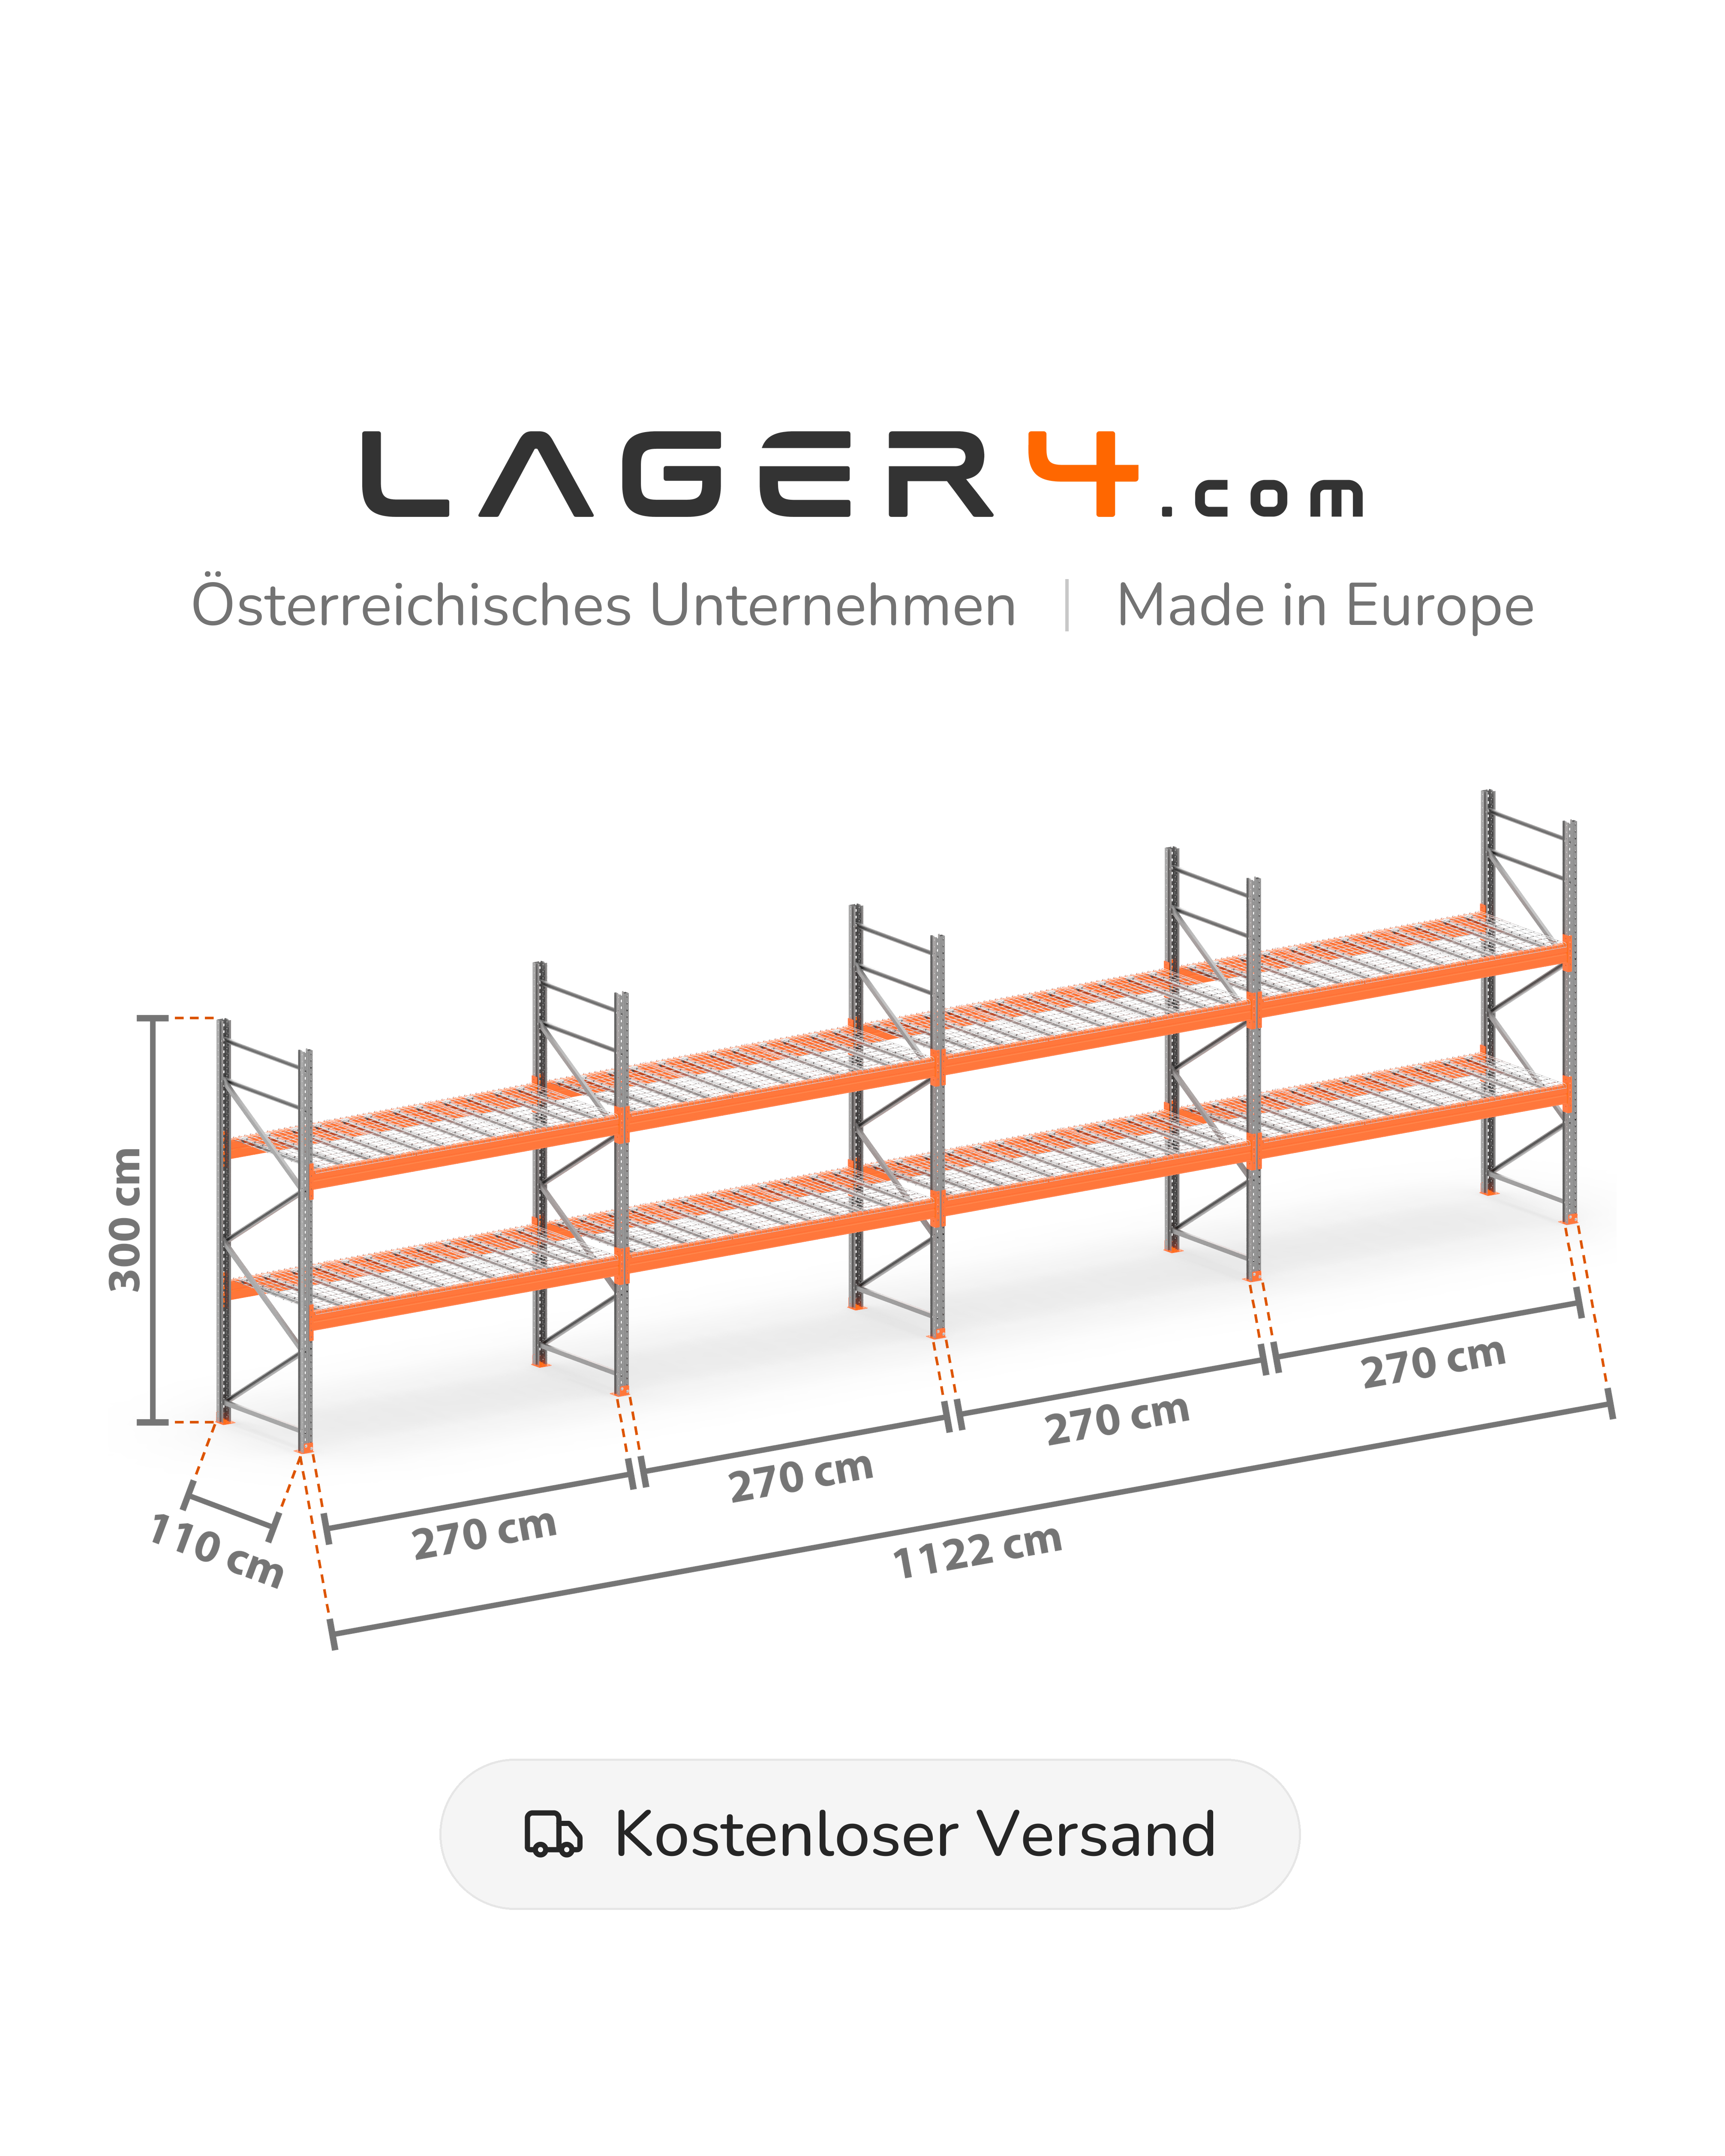 LAGER4.com
Österreichisches Unternehmen | Made in Europe
300 cm
110 cm
270 cm
270 cm
270 cm
270 cm
1122 cm
Kostenloser Versand